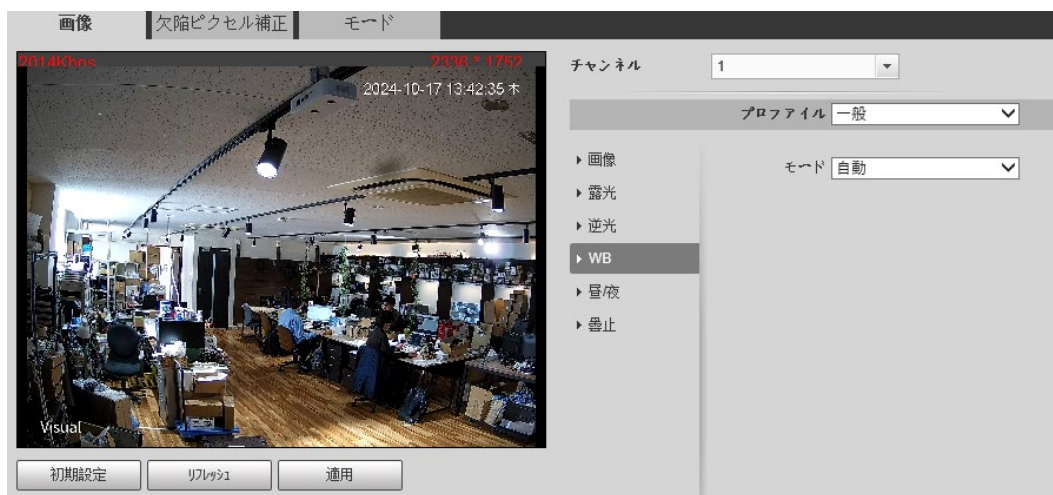 画像 欠陥ピクセル補正 モード
2014Kbps 2336 * 1752
2024-10-17 13:42:35 木
Visual
初期設定 リフレッシュ 適用
チャンネル 1
プロファイル 一般
画像
露光
逆光
WB
昼/夜
曇止
モード 自動